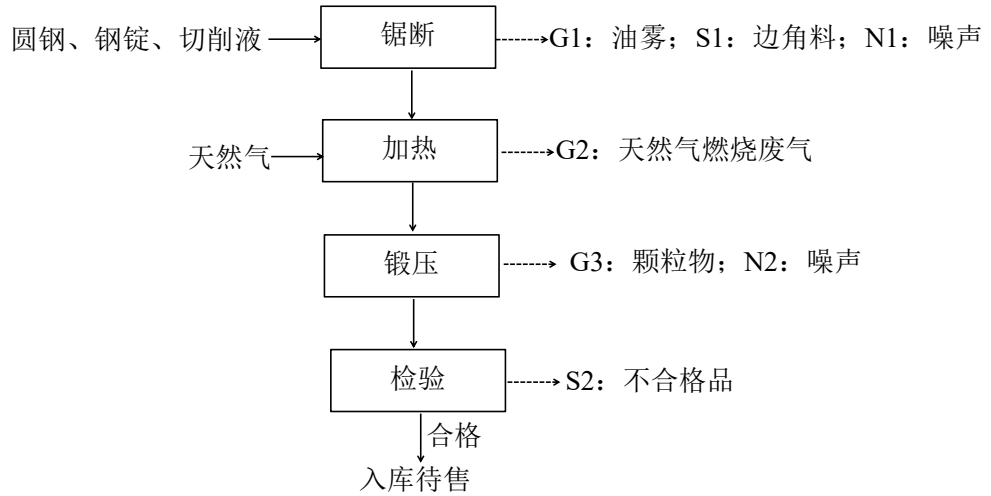 圆钢、钢锭、切削液 锯断 G1：油雾；S1：边角料；N1：噪声
天然气 加热 G2：天然气燃烧废气
锻压 G3：颗粒物；N2：噪声
检验 S2：不合格品
合格
入库待售